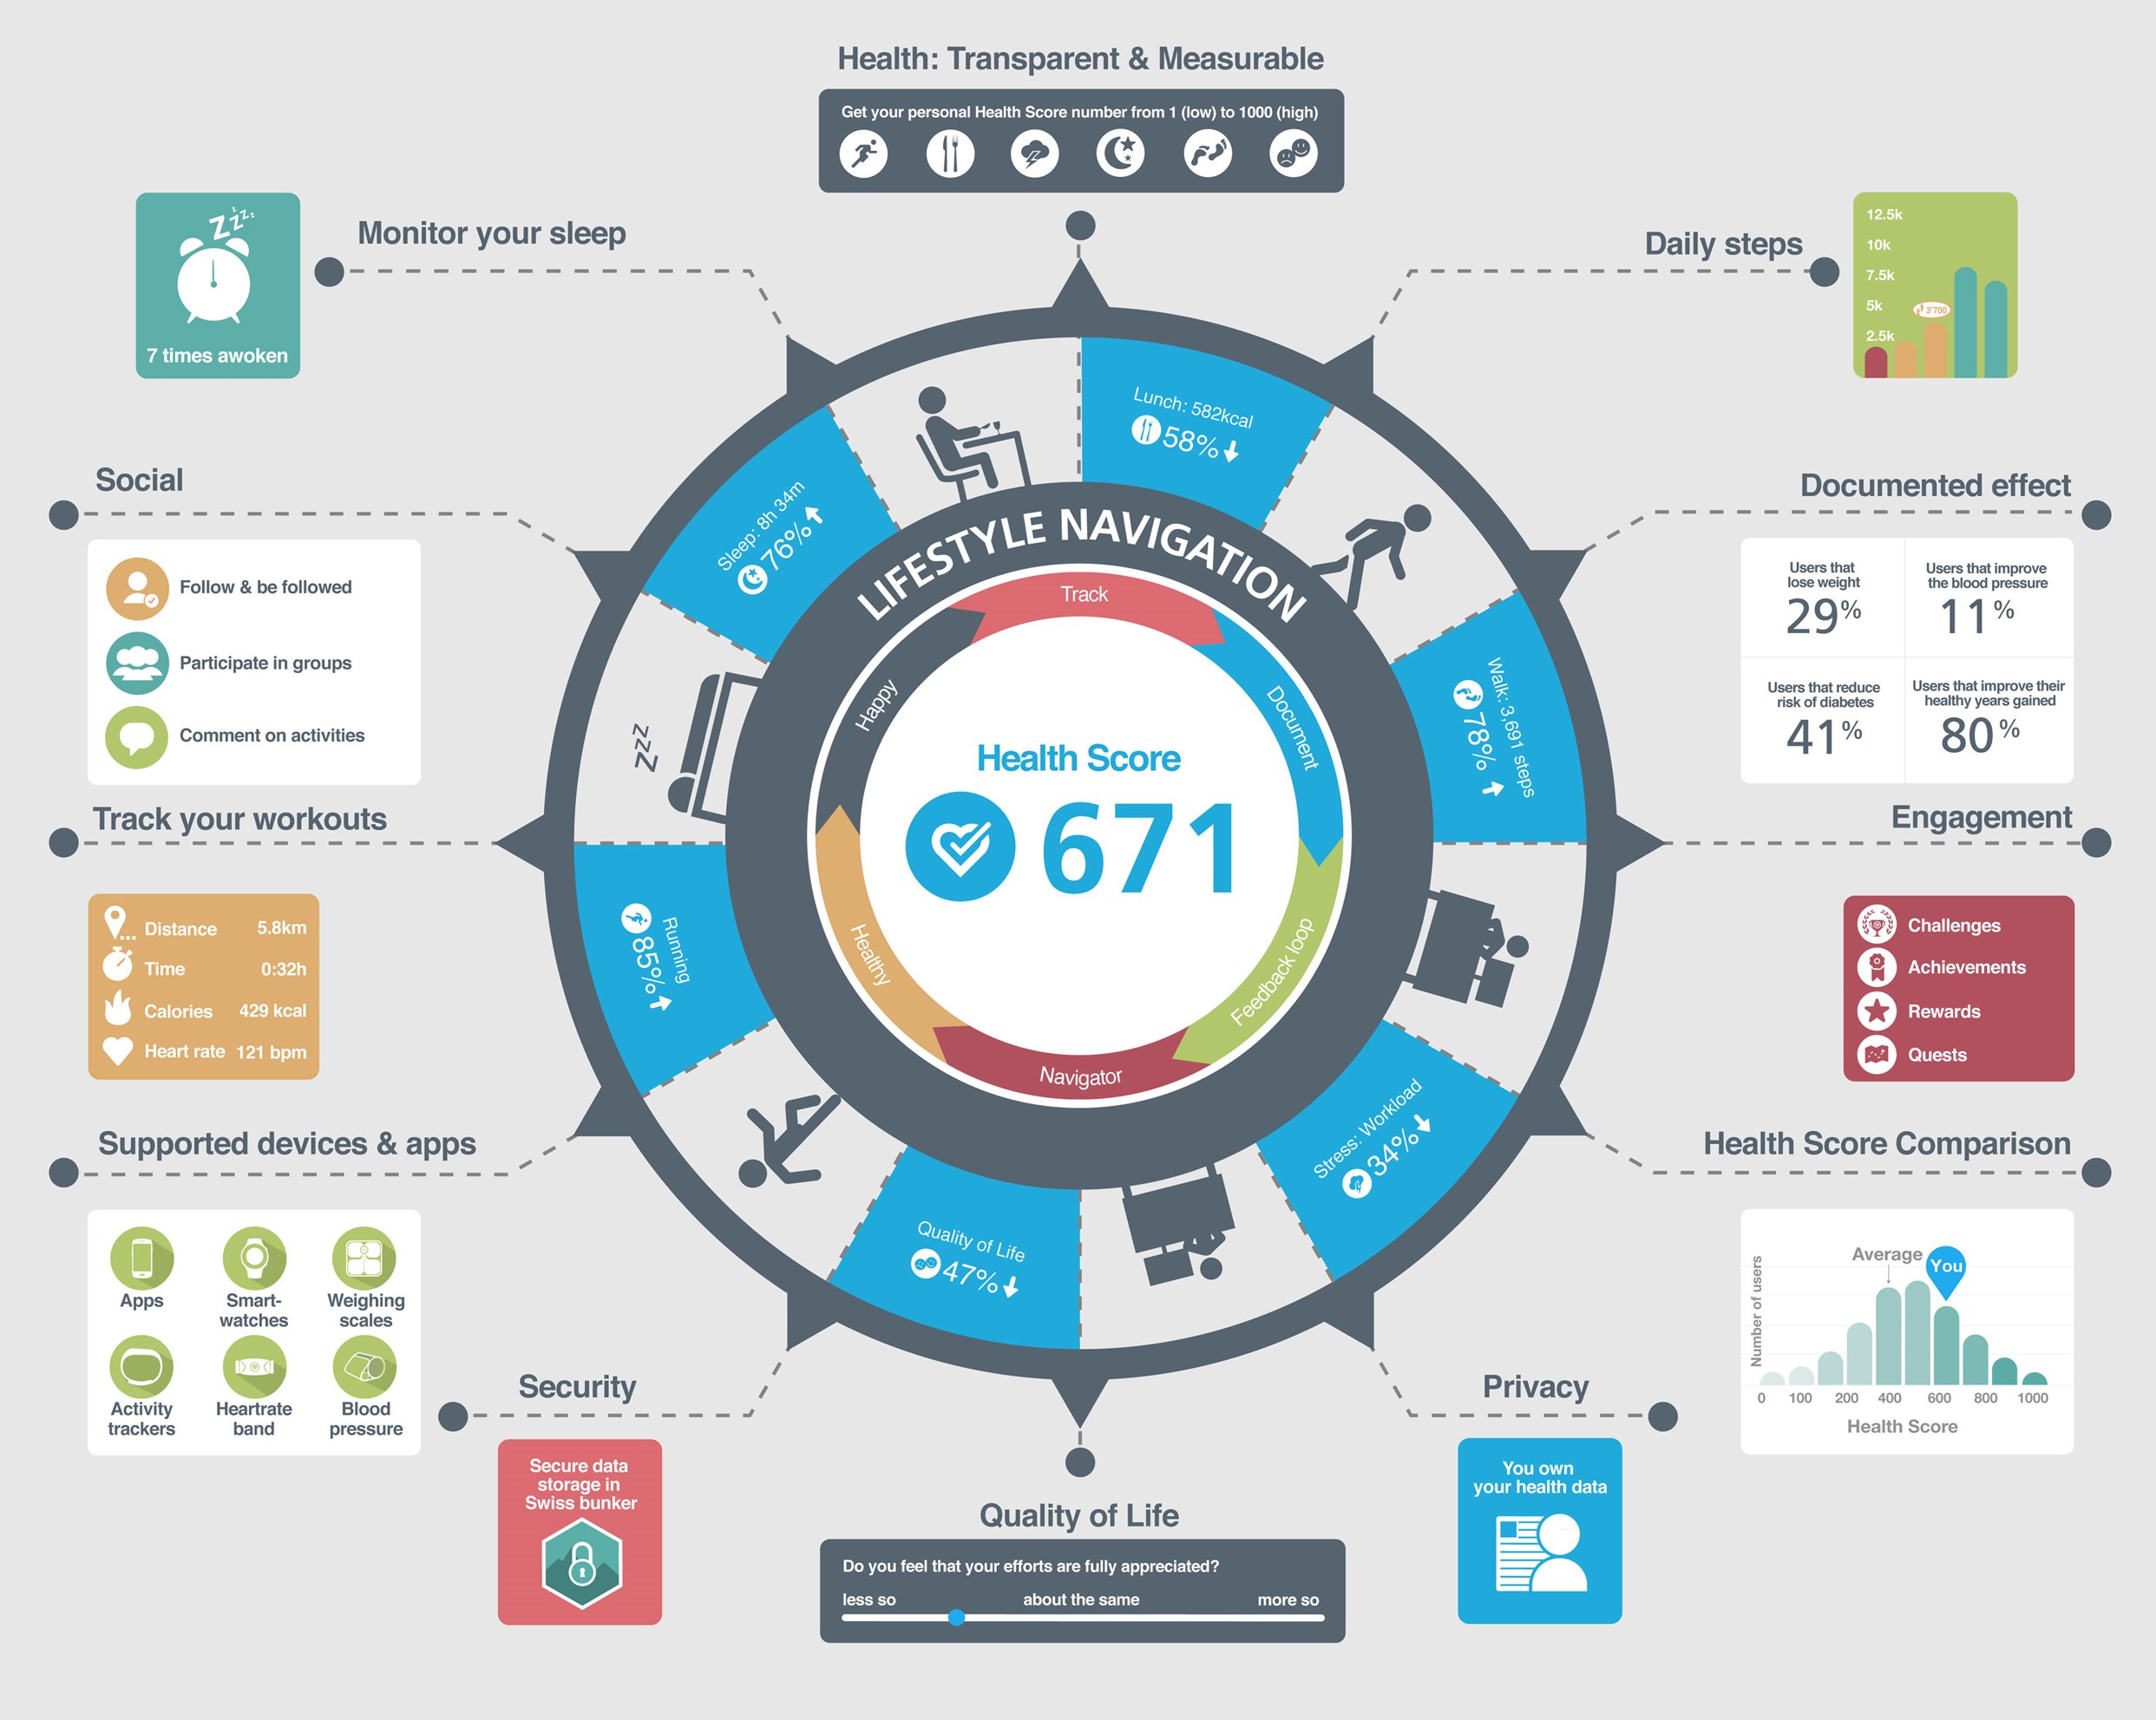 Health: Transparent & Measurable
Get your personal Health Score number from 1 (low) to 1000 (high)
Monitor your sleep
Zzzz
7 times awoken
Daily steps
12.5k
10k
7.5k
5k
3'700
2.5k
Social
Follow & be followed
Participate in groups
Comment on activities
Documented effect
Users that
lose weight
29%
Users that improve
the blood pressure
11%
Users that reduce
risk of diabetes
41%
Users that improve their
healthy years gained
80%
Track your workouts
Distance 5.8km
Time 0:32h
Calories 429 kcal
Heart rate 121 bpm
Engagement
Challenges
Achievements
Rewards
Quests
Supported devices & apps
Apps
Smart-
watches
Weighing
scales
Activity
trackers
Heartrate
band
Blood
pressure
Health Score Comparison
Average
You
Number of users
0 100 200 400 600 800 1000
Health Score
Security
Secure data
storage in
Swiss bunker
Privacy
You own
your health data
Quality of Life
Do you feel that your efforts are fully appreciated?
less so about the same more so
LIFESTYLE NAVIGATION
Lunch: 582kcal
58%
Walk: 3,691 steps
78%
Stress: Workload
34%
Quality of Life
47%
Running
85%
zzz
Sleep: 8h 34m
76%
Track
Document
Feedback loop
Navigator
Healthy
Happy
Health Score
671